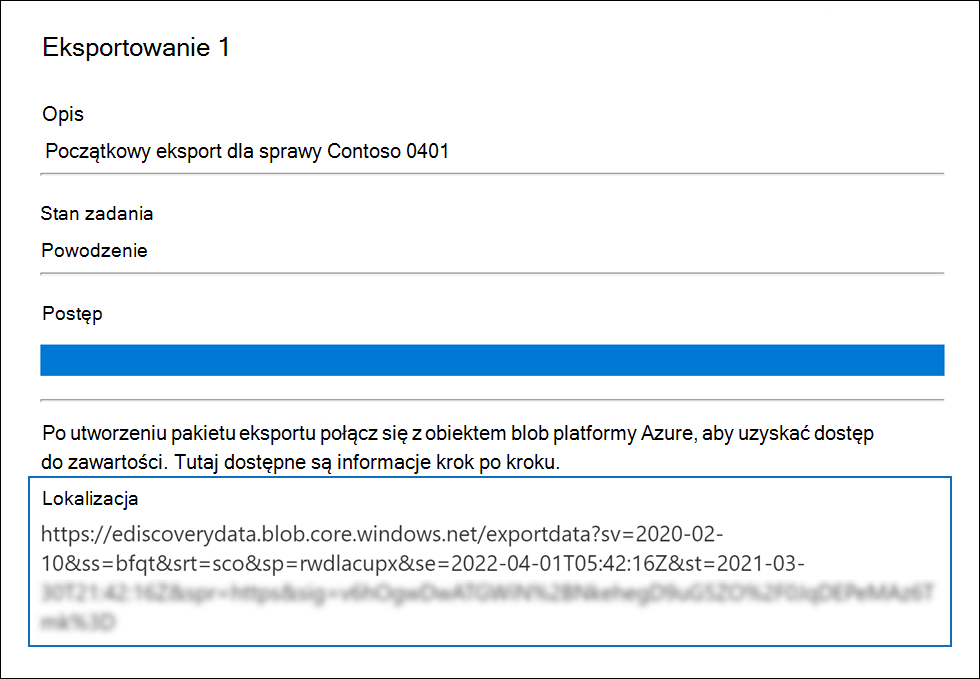 Eksportowanie 1
Opis
Początkowy eksport dla sprawy Contoso 0401
Stan zadania
Powodzenie
Postęp
Po utworzeniu pakietu eksportu połącz się z obiektem blob platformy Azure, aby uzyskać dostęp
do zawartości. Tutaj dostępne są informacje krok po kroku.
Lokalizacja
https://ediscoverydata.blob.core.windows.net/exportdata?sv=2020-02-
10&ss=bfqt&srt=sco&sp=rwdlacupx&se=2022-04-01T05:42:16Z&st=2021-03-